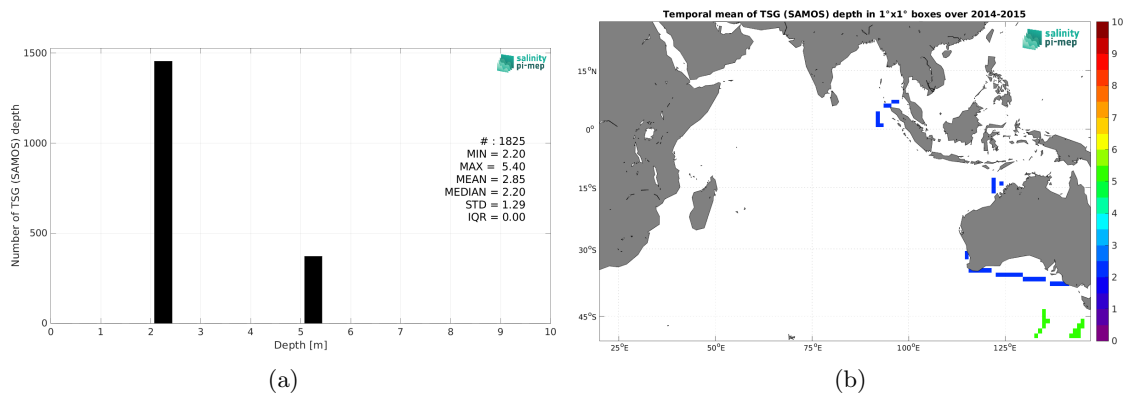 Temporal mean of TSG (SAMOS) depth in 1°x1° boxes over 2014-2015
1500
1000
500
0
Number of TSG (SAMOS) depth
salinity
pi-mep
# : 1825
MIN = 2.20
MAX = 5.40
MEAN = 2.85
MEDIAN = 2.20
STD = 1.29
IQR = 0.00
0 1 2 3 4 5 6 7 8 9 10
Depth [m]
(a)
salinity
pi-mep
15°N
0°
15°S
30°S
45°S
25°E 50°E 75°E 100°E 125°E
10
9
8
7
6
5
4
3
2
1
0
(b)